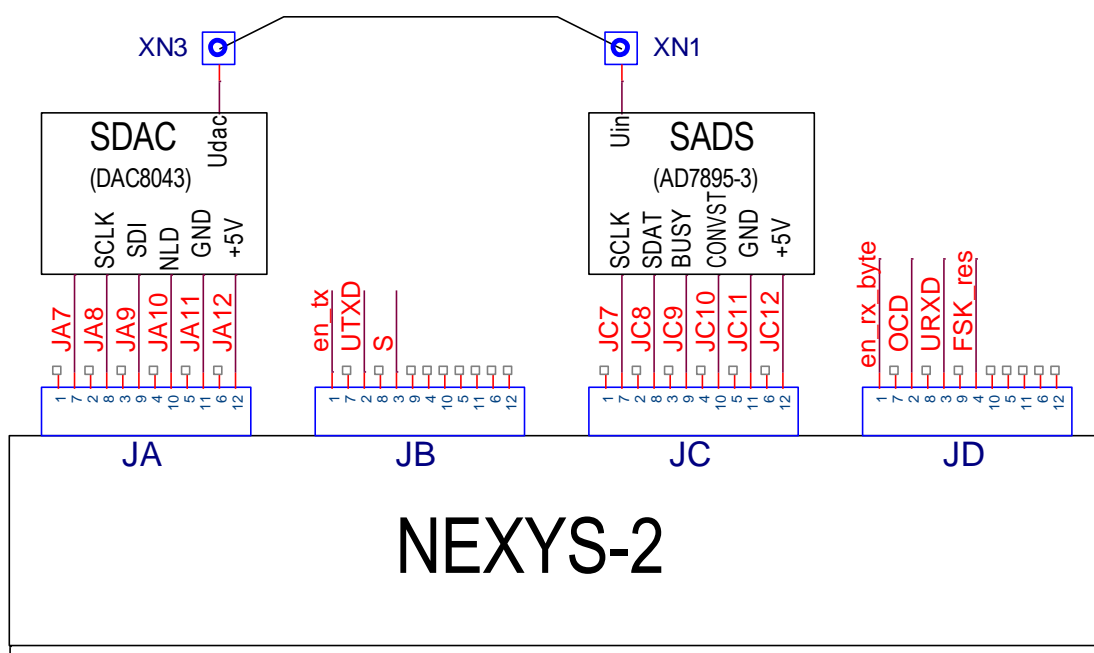 XN3
XN1
SDAC
(DAC8043)
Udac
SCLK
SDI
NLD
GND
+5V
SADS
(AD7895-3)
Uin
SCLK
SDAT
BUSY
CONVST
GND
+5V
JA7
JA8
JA9
JA10
JA11
JA12
en_tx
UTXD
S
JC7
JC8
JC9
JC10
JC11
JC12
en_rx_byte
OCD
URXD
FSK_res
1 7 2 8 3 9 4 10 5 11 6 12
1 7 2 8 3 9 4 10 5 11 6 12
1 7 2 8 3 9 4 10 5 11 6 12
1 7 2 8 3 9 4 10 5 11 6 12
JA
JB
JC
JD
NEXYS-2